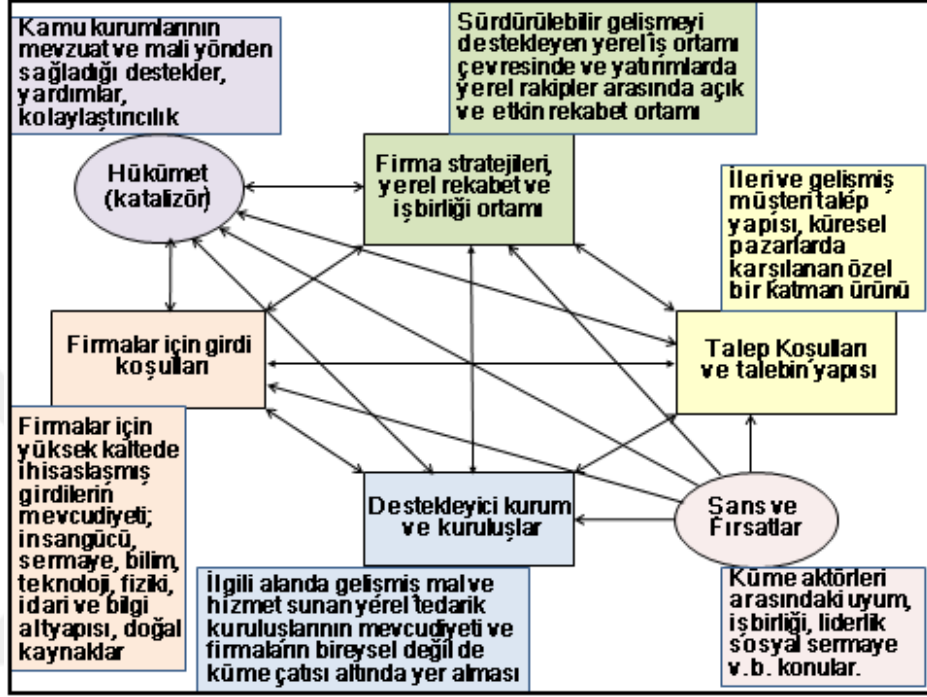 Kamu kurumlarının
mevzuat ve mali yönden
sağladığı destekler,
yardımlar,
kolaylaştırıcılık
Sürdürülebilir gelişmeyi
destekleyen yerel iş ortamı
çevresinde ve yatırımlarda
yerel rakipler arasında açık
ve etkin rekabet ortamı
Hükümet
(katalizör)
Firma stratejileri,
yerel rekabet ve
işbirliği ortamı
İleri ve gelişmiş
müşteri talep
yapısı, küresel
pazarlarda
karşılanan özel
bir katman ürünü
Firmalar için girdi
koşulları
Talep Koşulları
ve talebin yapısı
Firmalar için
yüksek kaltede
ihisaslaşmış
girdilerin
mevcudiyeti;
insangücü,
sermaye, bilim,
teknoloji, fiziki,
idari ve bilgi
altyapısı, doğal
kaynaklar
Destekleyici kurum
ve kuruluşlar
Şans ve
Fırsatlar
İlgili alanda gelişmiş mal ve
hizmet sunan yerel tedarik
kuruluşlarının mevcudiyeti ve
firmaların bireysel değil de
küme çatısı altında yer alması
Küme aktörleri
arasındaki uyum,
işbirliği, liderlik
sosyal sermaye
v.b. konular.